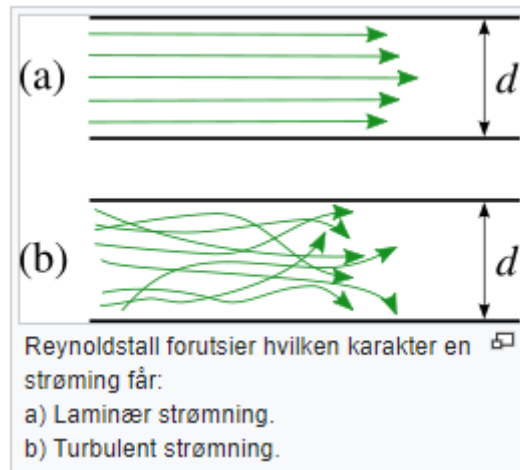 (a)
d
(b)
d
Reynoldstall forutsier hvilken karakter en
strøming får:
a) Laminær strømning.
b) Turbulent strømning.